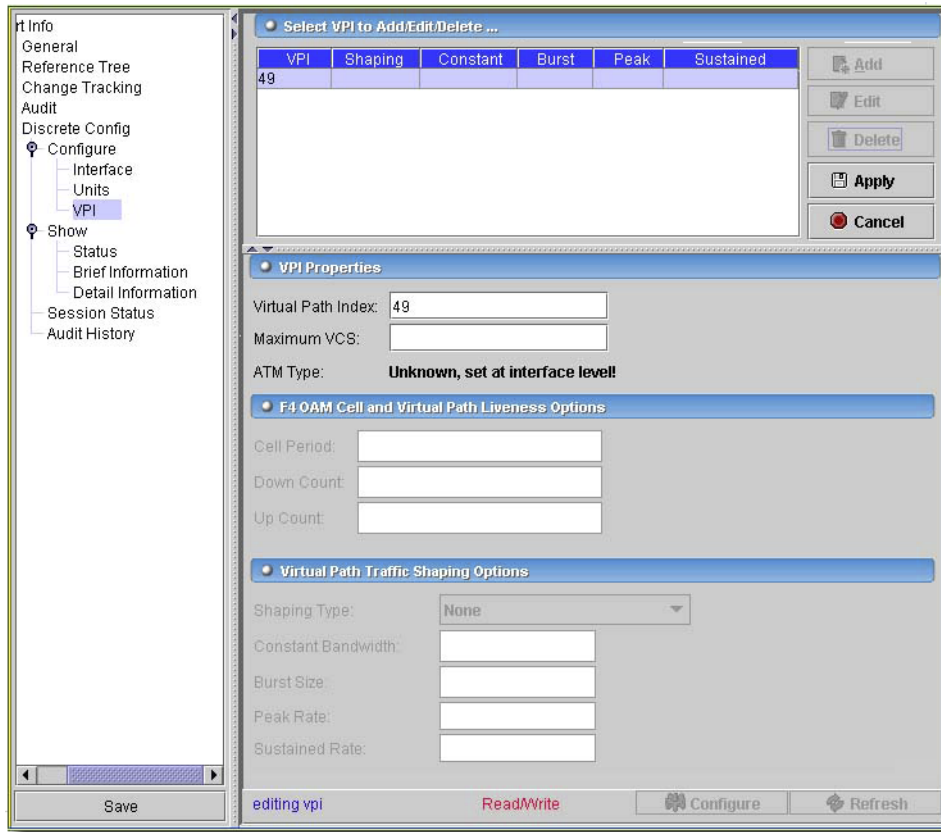 rt Info
General
Reference Tree
Change Tracking
Audit
Discrete Config
Configure
Interface
Units
VPI
Show
Status
Brief Information
Detail Information
Session Status
Audit History
Save
Select VPI to Add/Edit/Delete ...
VPI Shaping Constant Burst Peak Sustained
49
Add
Edit
Delete
Apply
Cancel
VPI Properties
Virtual Path Index: 49
Maximum VCS:
ATM Type: Unknown, set at interface level!
F4 OAM Cell and Virtual Path Liveness Options
Cell Period:
Down Count:
Up Count:
Virtual Path Traffic Shaping Options
Shaping Type: None
Constant Bandwidth:
Burst Size:
Peak Rate:
Sustained Rate:
editing vpi Read/Write Configure Refresh